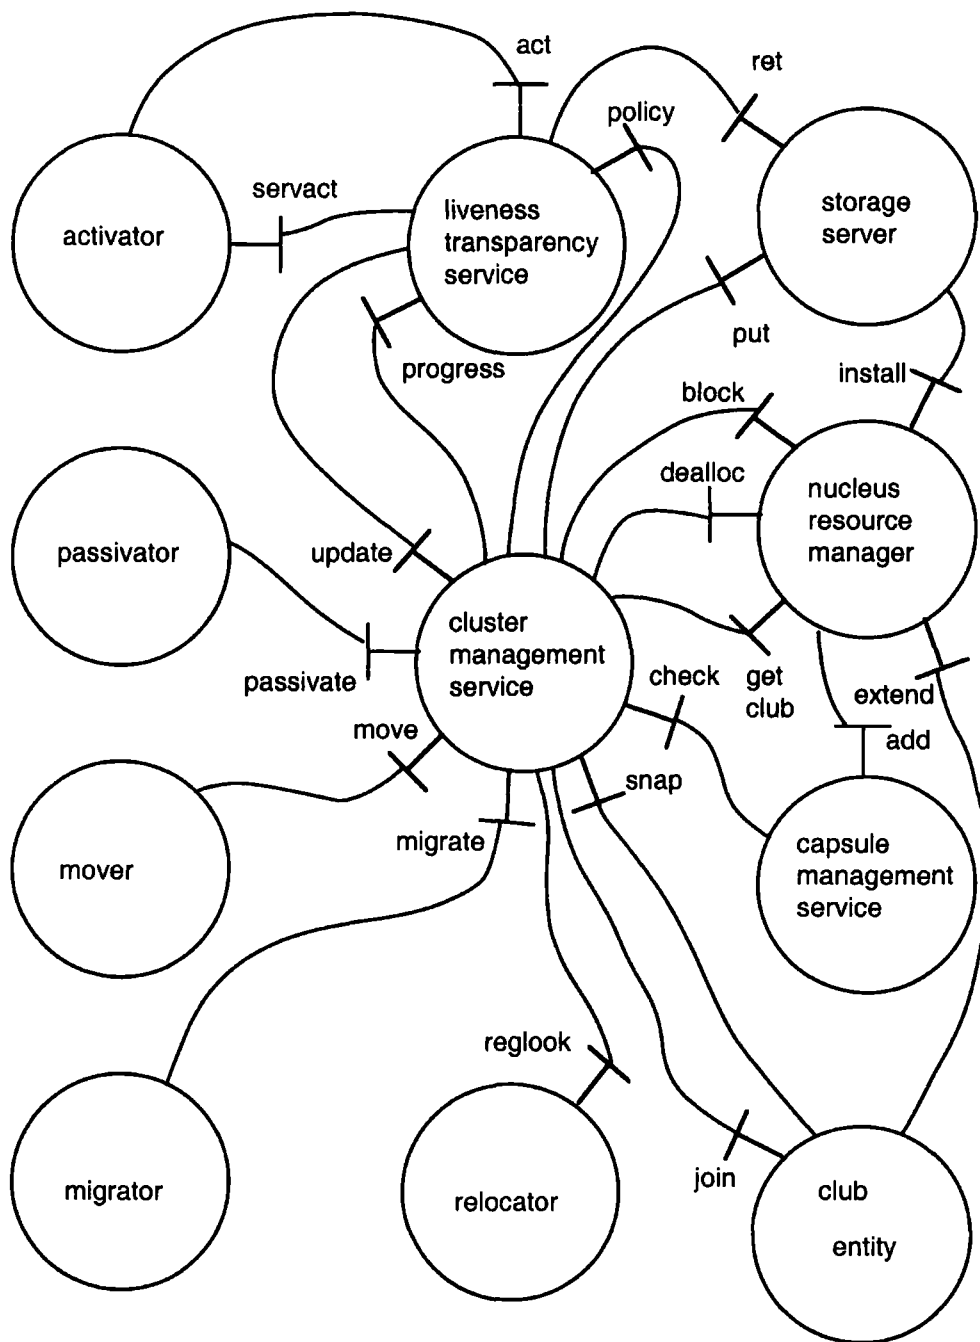 act
ret
policy
servact
activator
liveness
transparency
service
storage
server
put
progress
install
block
dealloc
nucleus
resource
manager
passivator
update
cluster
management
service
passivate
check
get
club
extend
add
move
snap
migrate
mover
capsule
management
service
reglook
join
migrator
relocator
club
entity